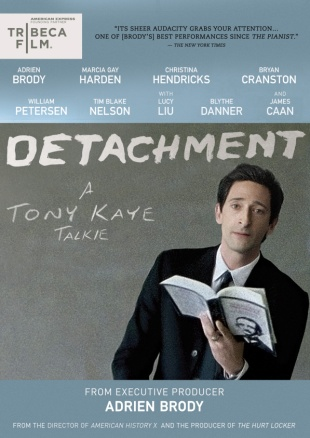 AMERICAN EXPRESS
FOUNDING PARTNER
TRIBECA
FILM.
"ITS SHEER AUDACITY GRABS YOUR ATTENTION...
ONE OF [BRODY'S] BEST PERFORMANCES SINCE THE PIANIST."
— THE NEW YORK TIMES
ADRIEN BRODY
MARCIA GAY HARDEN
CHRISTINA HENDRICKS
BRYAN CRANSTON
WILLIAM PETERSEN
TIM BLAKE NELSON
WITH LUCY LIU
BLYTHE DANNER
AND JAMES CAAN
DETACHMENT
A
TONY KAYE
TALKIE
FROM EXECUTIVE PRODUCER
ADRIEN BRODY
FROM THE DIRECTOR OF AMERICAN HISTORY X AND THE PRODUCER OF THE HURT LOCKER